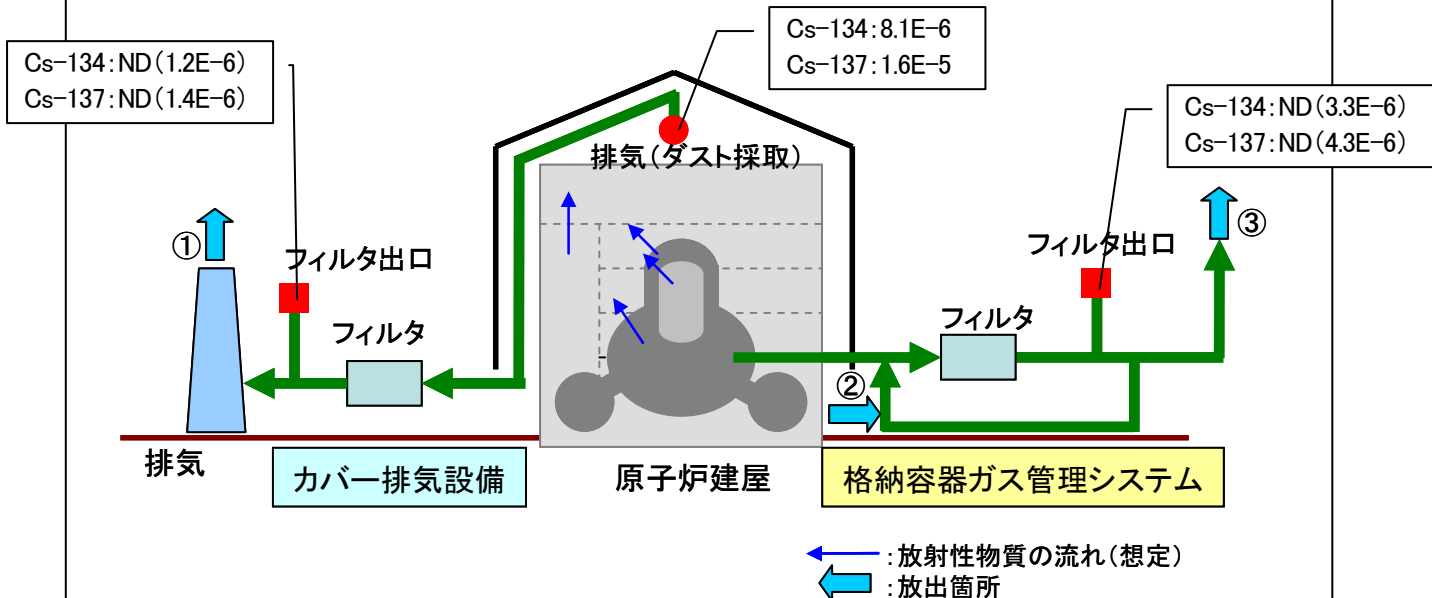 Cs-134:8.1E-6
Cs-137:1.6E-5
Cs-134:ND(1.2E-6)
Cs-137:ND(1.4E-6)
Cs-134:ND(3.3E-6)
Cs-137:ND(4.3E-6)
排気(ダスト採取)
①
フィルタ出口
フィルタ
フィルタ出口
③
フィルタ
②
排気
カバー排気設備
原子炉建屋
格納容器ガス管理システム
:放射性物質の流れ(想定)
:放出箇所